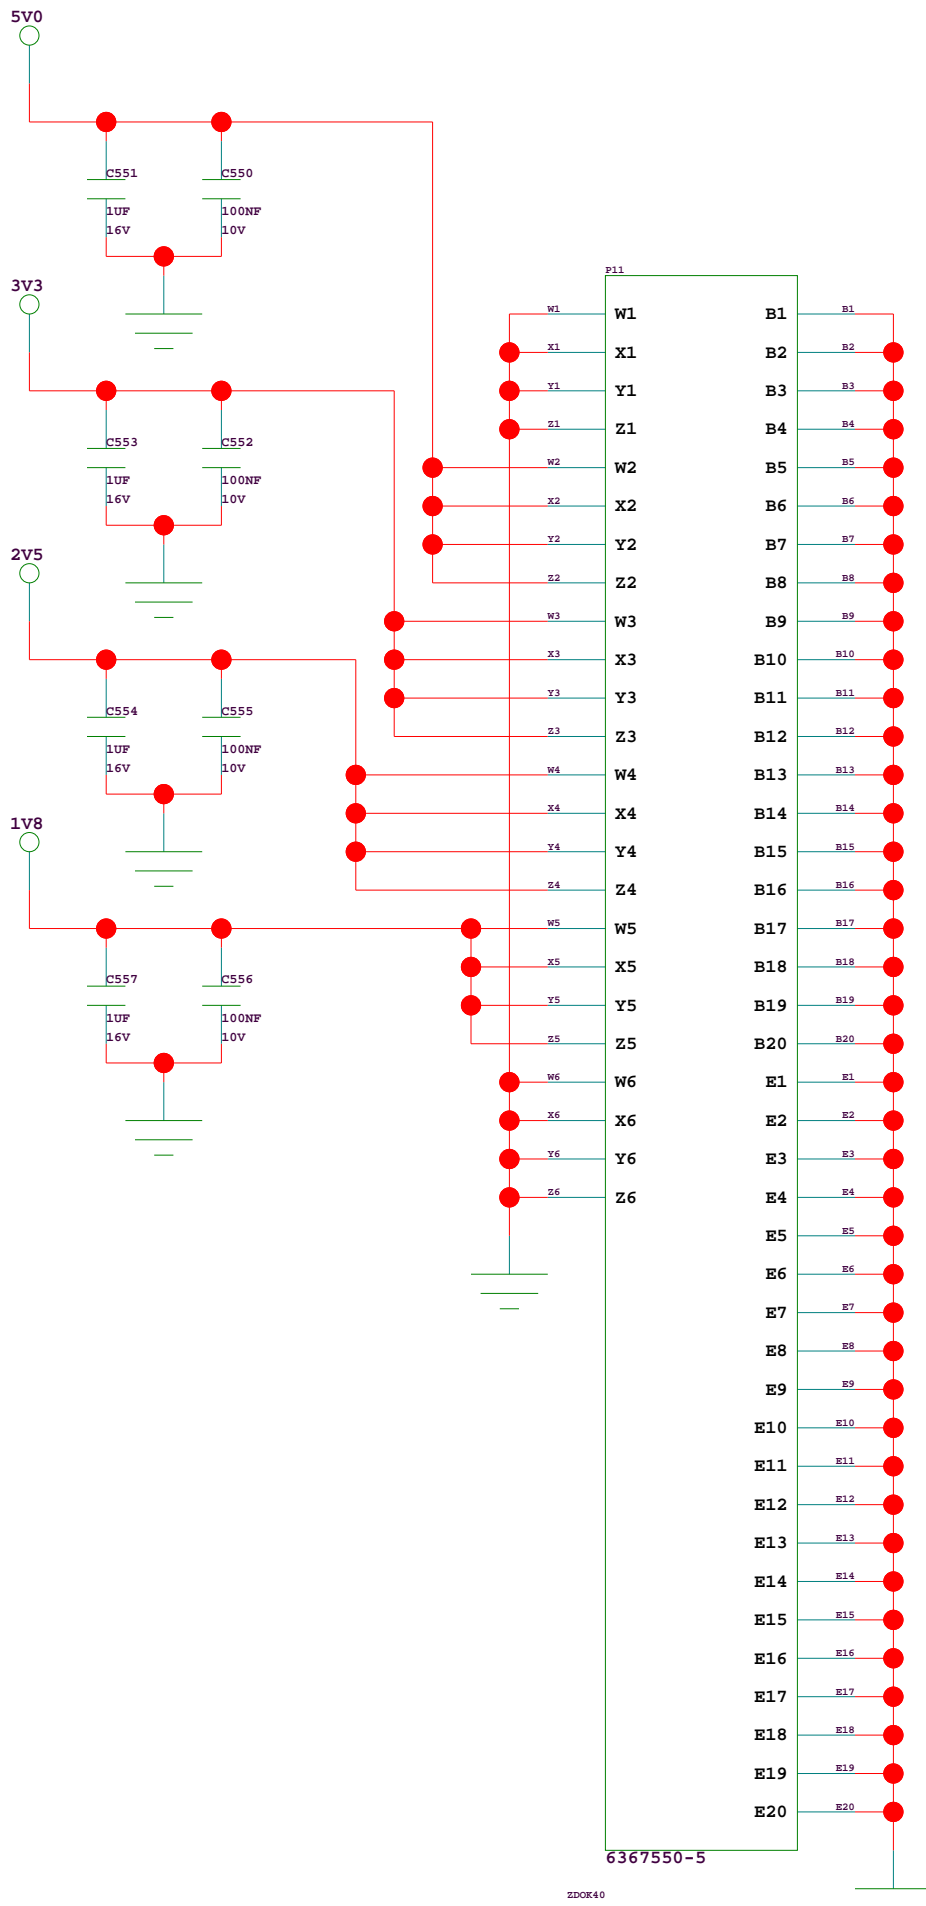 5V0
C551
C550
1UF
100NF
16V
10V
3V3
C553
C552
1UF
100NF
16V
10V
2V5
C554
C555
1UF
100NF
16V
10V
1V8
C557
C556
1UF
100NF
16V
10V
P11
W1 W1 B1 B1
X1 X1 B2 B2
Y1 Y1 B3 B3
Z1 Z1 B4 B4
W2 W2 B5 B5
X2 X2 B6 B6
Y2 Y2 B7 B7
Z2 Z2 B8 B8
W3 W3 B9 B9
X3 X3 B10 B10
Y3 Y3 B11 B11
Z3 Z3 B12 B12
W4 W4 B13 B13
X4 X4 B14 B14
Y4 Y4 B15 B15
Z4 Z4 B16 B16
W5 W5 B17 B17
X5 X5 B18 B18
Y5 Y5 B19 B19
Z5 Z5 B20 B20
W6 W6 E1 E1
X6 X6 E2 E2
Y6 Y6 E3 E3
Z6 Z6 E4 E4
E5 E5
E6 E6
E7 E7
E8 E8
E9 E9
E10 E10
E11 E11
E12 E12
E13 E13
E14 E14
E15 E15
E16 E16
E17 E17
E18 E18
E19 E19
E20 E20
6367550-5
ZDOK40